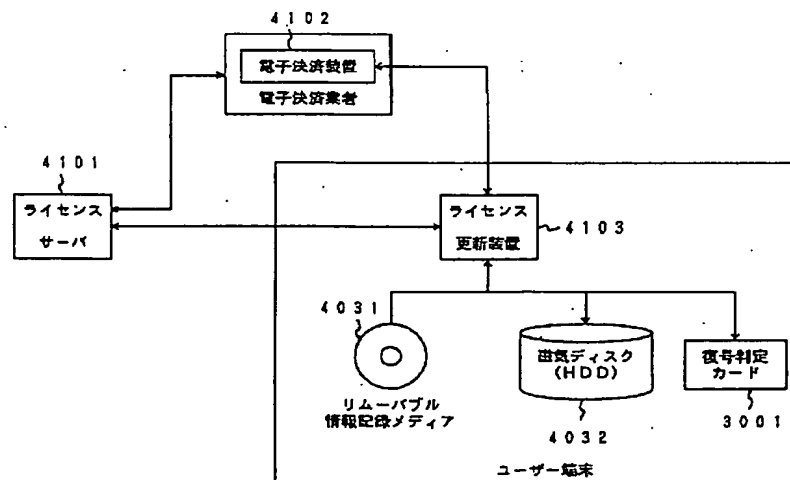 4102
電子決済装置
電子決済業者
4101
ライセンス
サーバ
ライセンス
更新装置
4103
4031
リムーバブル
情報記録メディア
磁気ディスク
(HDD)
4032
復号判定
カード
3001
ユーザー端末